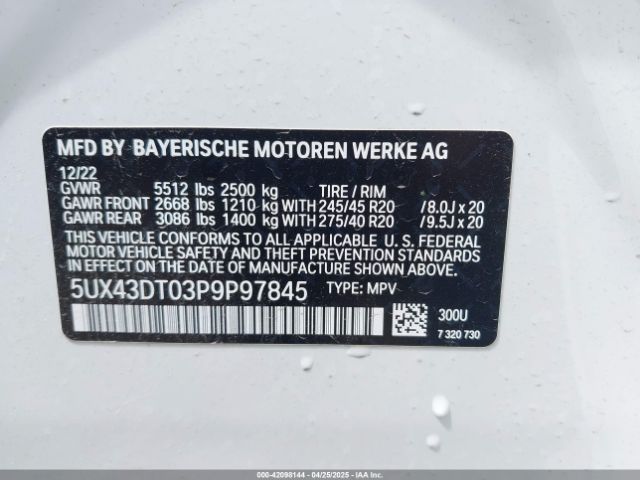 MFD BY BAYERISCHE MOTOREN WERKE AG
12/22
GVWR 5512 lbs 2500 kg TIRE / RIM
GAWR FRONT 2668 lbs 1210 kg WITH 245/45 R20 / 8.0J x 20
GAWR REAR 3086 lbs 1400 kg WITH 275/40 R20 / 9.5J x 20
THIS VEHICLE CONFORMS TO ALL APPLICABLE U. S. FEDERAL
MOTOR VEHICLE SAFETY AND THEFT PREVENTION STANDARDS
IN EFFECT ON THE DATE OF MANUFACTURE SHOWN ABOVE.
5UX43DT03P9P97845 TYPE: MPV
300U
7 320 730
000-42098144 - 04/25/2025 - IAAI.com